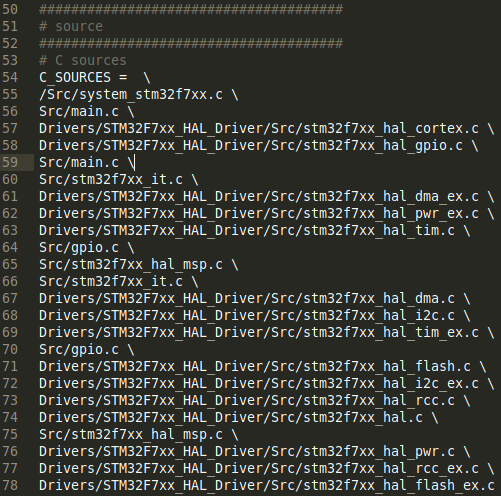 50 ######################################
51 # source
52 ######################################
53 # C sources
54 C_SOURCES =  \
55 /Src/system_stm32f7xx.c \
56 Src/main.c \
57 Drivers/STM32F7xx_HAL_Driver/Src/stm32f7xx_hal_cortex.c \
58 Drivers/STM32F7xx_HAL_Driver/Src/stm32f7xx_hal_gpio.c \
59 Src/main.c \
60 Src/stm32f7xx_it.c \
61 Drivers/STM32F7xx_HAL_Driver/Src/stm32f7xx_hal_dma_ex.c \
62 Drivers/STM32F7xx_HAL_Driver/Src/stm32f7xx_hal_pwr_ex.c \
63 Drivers/STM32F7xx_HAL_Driver/Src/stm32f7xx_hal_tim.c \
64 Src/gpio.c \
65 Src/stm32f7xx_hal_msp.c \
66 Src/stm32f7xx_it.c \
67 Drivers/STM32F7xx_HAL_Driver/Src/stm32f7xx_hal_dma.c \
68 Drivers/STM32F7xx_HAL_Driver/Src/stm32f7xx_hal_i2c.c \
69 Drivers/STM32F7xx_HAL_Driver/Src/stm32f7xx_hal_tim_ex.c \
70 Src/gpio.c \
71 Drivers/STM32F7xx_HAL_Driver/Src/stm32f7xx_hal_flash.c \
72 Drivers/STM32F7xx_HAL_Driver/Src/stm32f7xx_hal_i2c_ex.c \
73 Drivers/STM32F7xx_HAL_Driver/Src/stm32f7xx_hal_rcc.c \
74 Drivers/STM32F7xx_HAL_Driver/Src/stm32f7xx_hal.c \
75 Src/stm32f7xx_hal_msp.c \
76 Drivers/STM32F7xx_HAL_Driver/Src/stm32f7xx_hal_pwr.c \
77 Drivers/STM32F7xx_HAL_Driver/Src/stm32f7xx_hal_rcc_ex.c \
78 Drivers/STM32F7xx_HAL_Driver/Src/stm32f7xx_hal_flash_ex.c